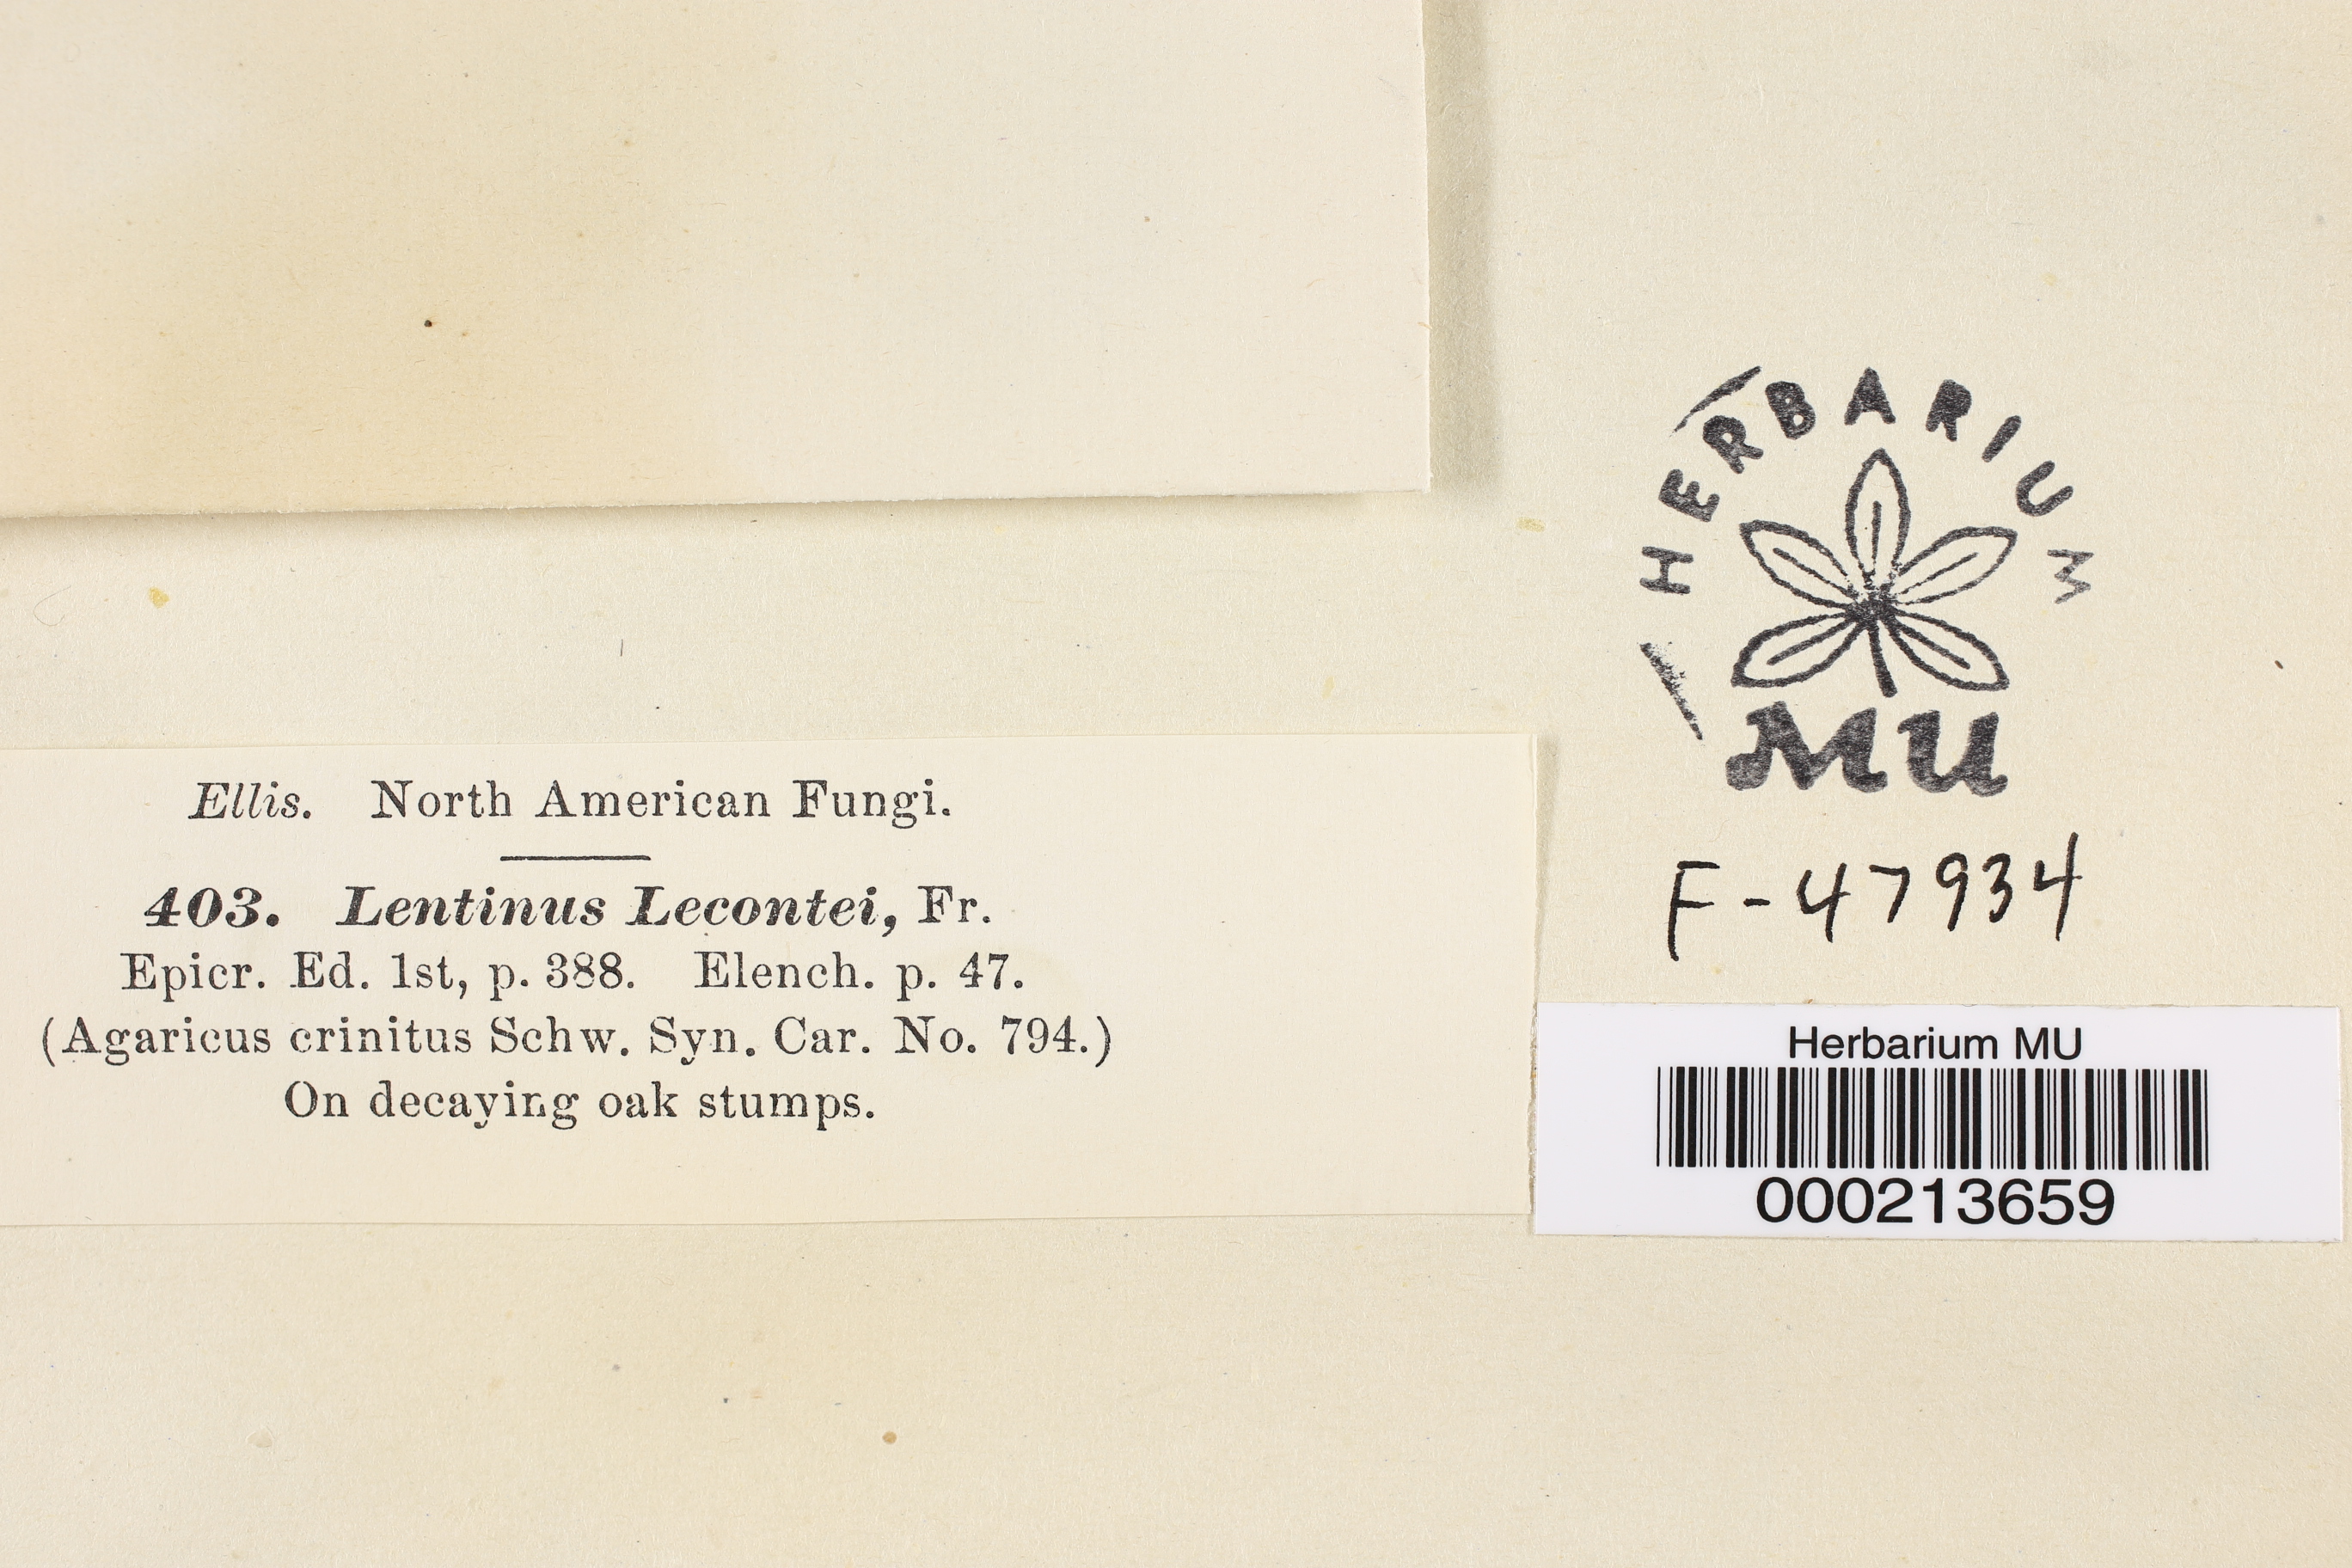 HERBARIUM
MU
F-47934
Ellis. North American Fungi.
403. Lentinus Lecontei, Fr.
Epicr. Ed. 1st, p. 388. Elench. p. 47.
(Agaricus crinitus Schw. Syn. Car. No. 794.)
On decaying oak stumps.
Herbarium MU
000213659